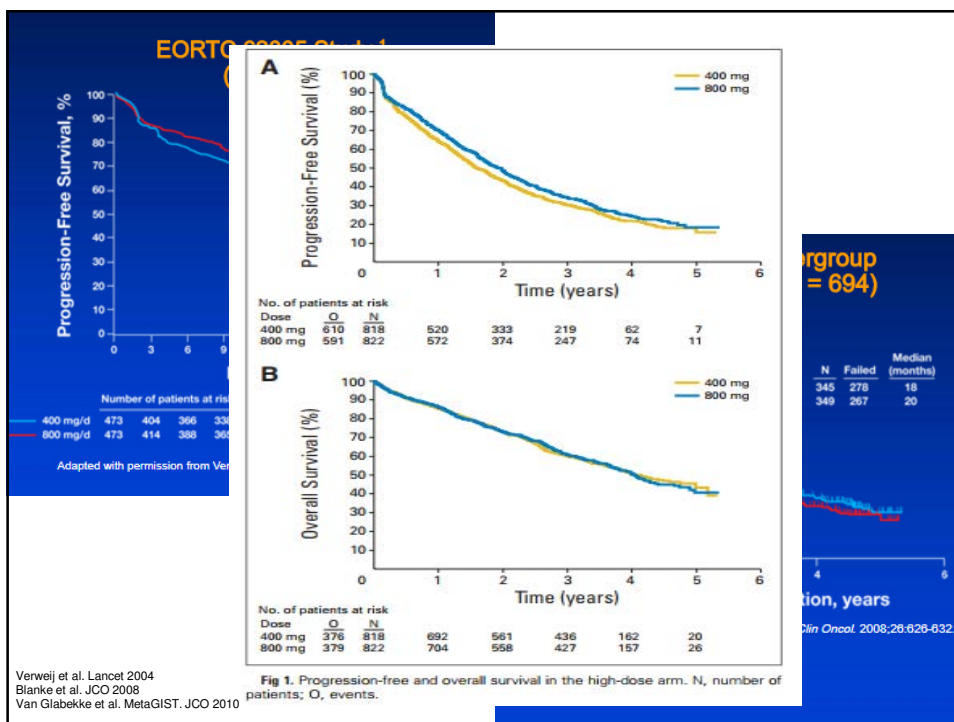 EORTC
Progression-Free Survival, %
100
90
80
70
60
50
40
30
20
10
0
0 3 6 9
Number of patients at risk
400 mg/d 473 404 366 338
800 mg/d 473 414 388 365
Adapted with permission from Ver
A
400 mg
800 mg
Progression-Free Survival (%)
100
90
80
70
60
50
40
30
20
10
0 1 2 3 4 5 6
Time (years)
No. of patients at risk
Dose O N
400 mg 610 818 520 333 219 62 7
800 mg 591 822 572 374 247 74 11
B
400 mg
800 mg
Overall Survival (%)
100
90
80
70
60
50
40
30
20
10
0 1 2 3 4 5 6
Time (years)
No. of patients at risk
Dose O N
400 mg 376 818 692 561 436 162 20
800 mg 379 822 704 558 427 157 26
Fig 1. Progression-free and overall survival in the high-dose arm. N, number of
patients; O, events.
ergroup
= 694)
Median
N Failed (months)
345 278 18
349 267 20
4 6
tion, years
Clin Oncol. 2008;26:626-632.
Verweij et al. Lancet 2004
Blanke et al. JCO 2008
Van Glabekke et al. MetaGIST. JCO 2010